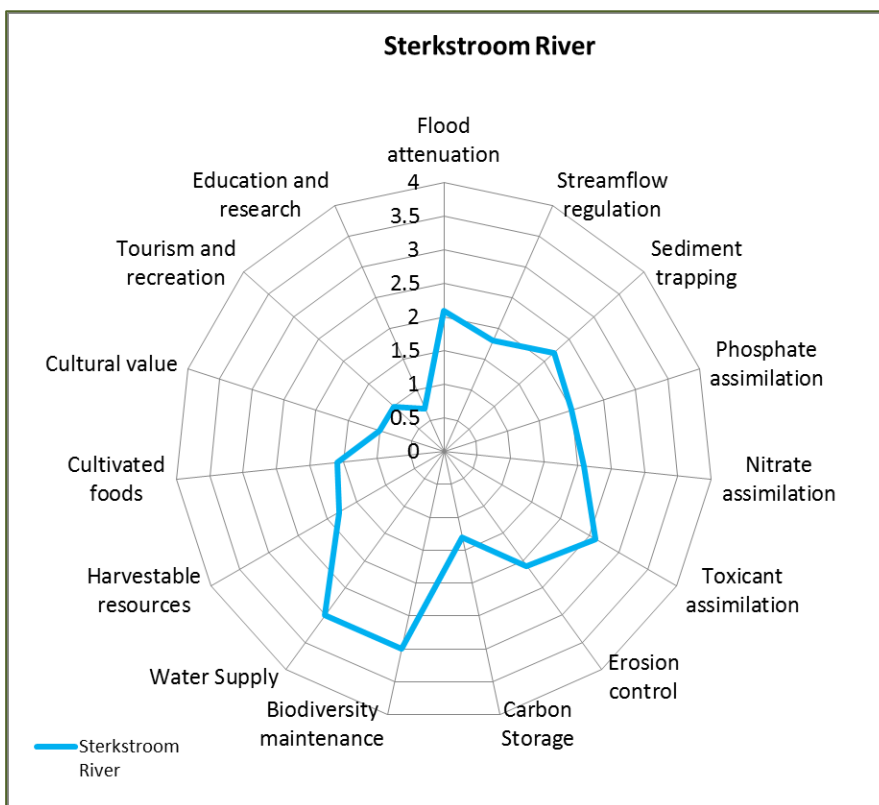 Sterkstroom River
Flood
attenuation
Streamflow
regulation
Sediment
trapping
Phosphate
assimilation
Nitrate
assimilation
Toxicant
assimilation
Erosion
control
Carbon
Storage
Biodiversity
maintenance
Water Supply
Harvestable
resources
Cultivated
foods
Cultural value
Tourism and
recreation
Education and
research
4
3.5
3
2.5
2
1.5
1
0.5
0
Sterkstroom
River